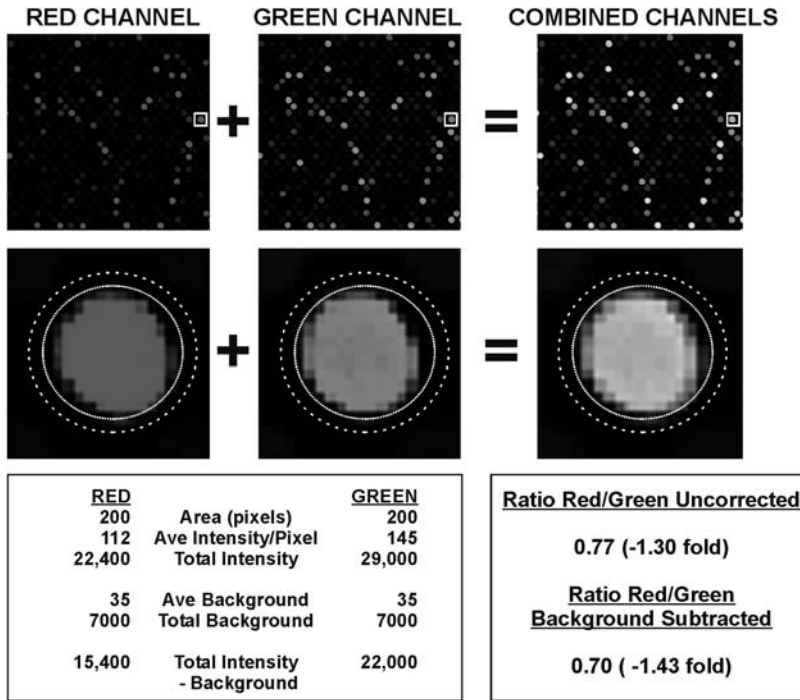 RED CHANNEL GREEN CHANNEL COMBINED CHANNELS
+ =
+ =
RED GREEN
200 Area (pixels) 200
112 Ave Intensity/Pixel 145
22,400 Total Intensity 29,000
35 Ave Background 35
7000 Total Background 7000
15,400 Total Intensity 22,000
- Background
Ratio Red/Green Uncorrected
0.77 (-1.30 fold)
Ratio Red/Green
Background Subtracted
0.70 ( -1.43 fold)